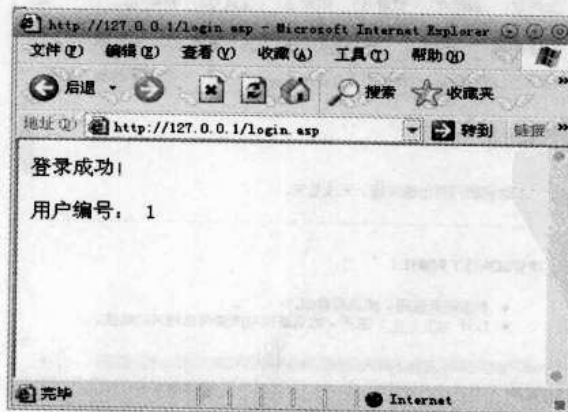 http://127.0.0.1/login.asp - Microsoft Internet Explorer
文件(F) 编辑(E) 查看(V) 收藏(A) 工具(T) 帮助(H)
后退 搜索 收藏夹 »
地址(D) http://127.0.0.1/login.asp 转到 链接 »
登录成功!
用户编号： 1
完毕 Internet